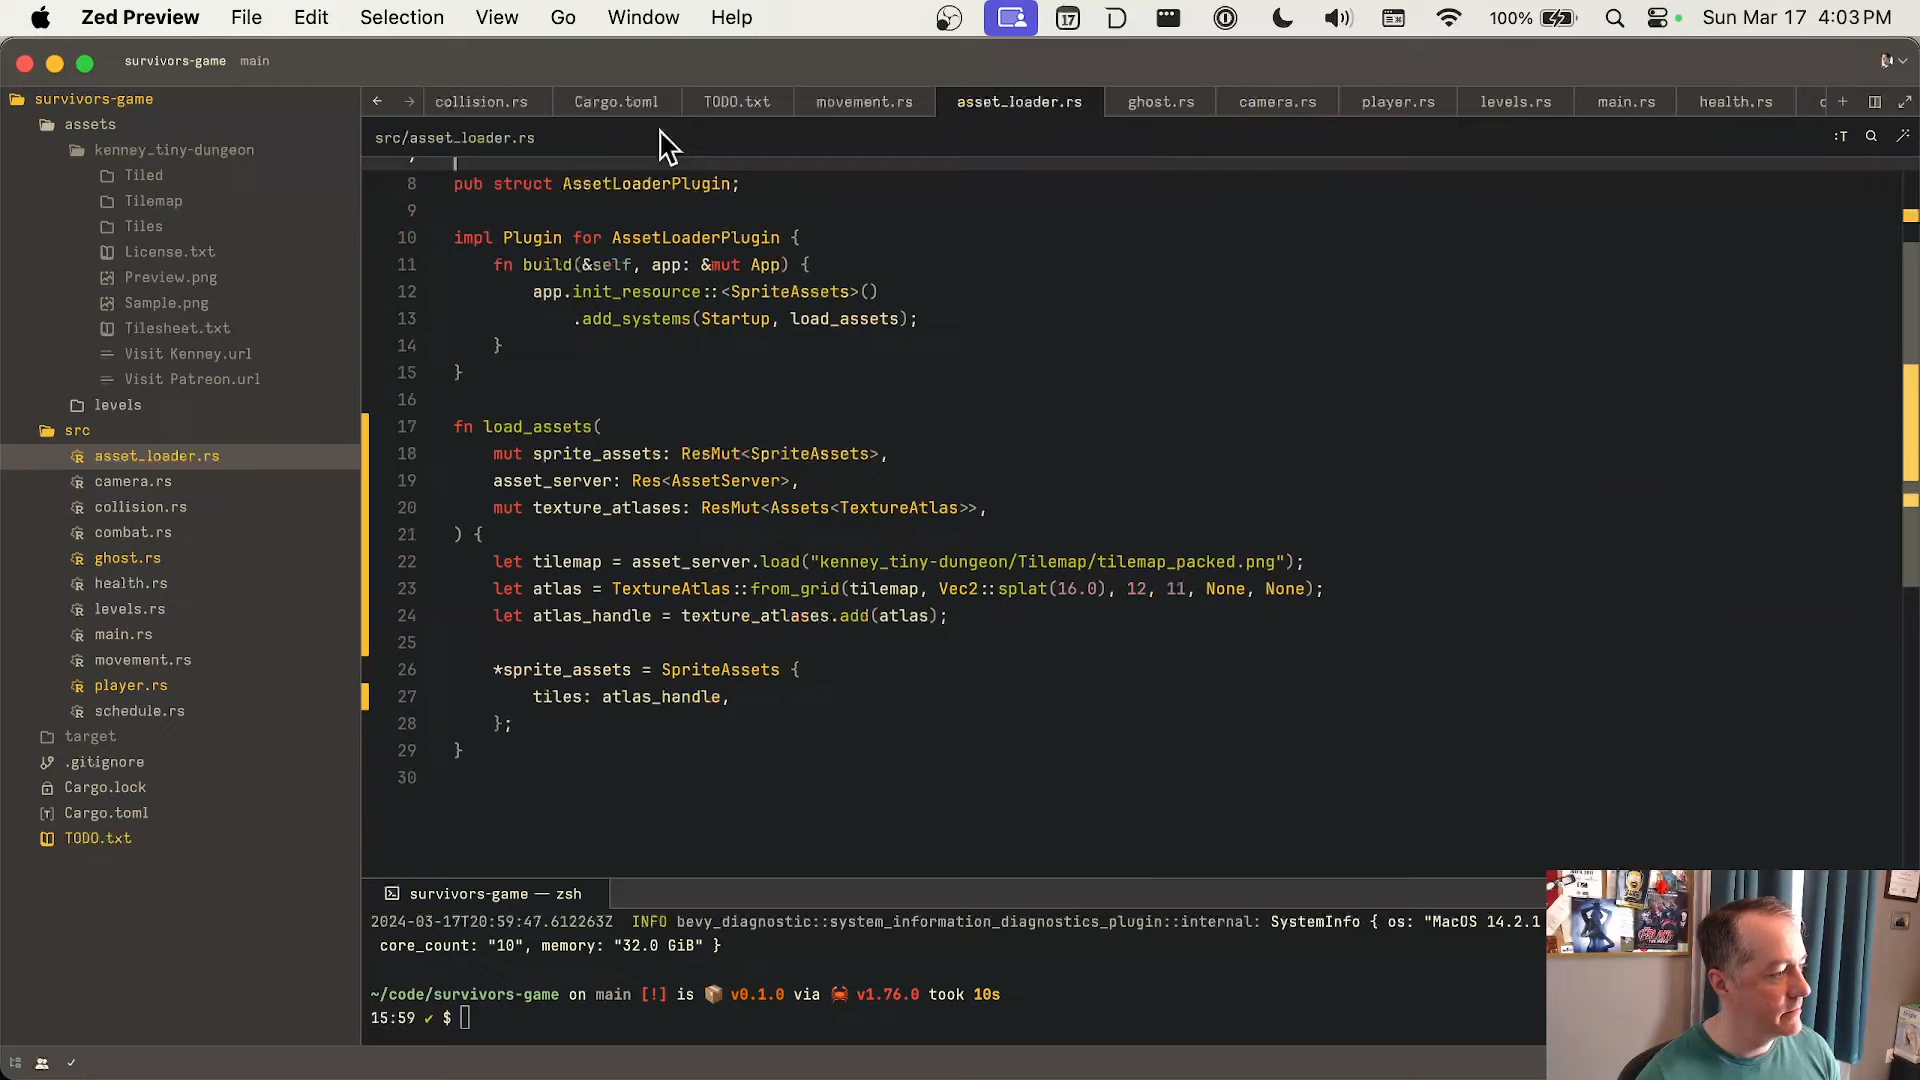 Zed Preview File Edit Selection View Go Window Help
17
100%
Sun Mar 17 4:03 PM
survivors-game main
survivors-game
assets
kenney_tiny-dungeon
Tiled
Tilemap
Tiles
License.txt
Preview.png
Sample.png
Tilesheet.txt
Visit Kenney.url
Visit Patreon.url
levels
src
asset_loader.rs
camera.rs
collision.rs
combat.rs
ghost.rs
health.rs
levels.rs
main.rs
movement.rs
player.rs
schedule.rs
target
.gitignore
Cargo.lock
Cargo.toml
TODO.txt
collision.rs Cargo.toml TODO.txt movement.rs asset_loader.rs ghost.rs camera.rs player.rs levels.rs main.rs health.rs
src/asset_loader.rs
:T
8 pub struct AssetLoaderPlugin;
9
10 impl Plugin for AssetLoaderPlugin {
11 fn build(&self, app: &mut App) {
12 app.init_resource::<SpriteAssets>()
13 .add_systems(Startup, load_assets);
14 }
15 }
16
17 fn load_assets(
18 mut sprite_assets: ResMut<SpriteAssets>,
19 asset_server: Res<AssetServer>,
20 mut texture_atlases: ResMut<Assets<TextureAtlas>>,
21 ) {
22 let tilemap = asset_server.load("kenney_tiny-dungeon/Tilemap/tilemap_packed.png");
23 let atlas = TextureAtlas::from_grid(tilemap, Vec2::splat(16.0), 12, 11, None, None);
24 let atlas_handle = texture_atlases.add(atlas);
25
26 *sprite_assets = SpriteAssets {
27 tiles: atlas_handle,
28 };
29 }
30
survivors-game — zsh
2024-03-17T20:59:47.612263Z INFO bevy_diagnostic::system_information_diagnostics_plugin::internal: SystemInfo { os: "MacOS 14.2.1
core_count: "10", memory: "32.0 GiB" }
~/code/survivors-game on main [!] is 📦 v0.1.0 via 🦀 v1.76.0 took 10s
15:59 ✔ $